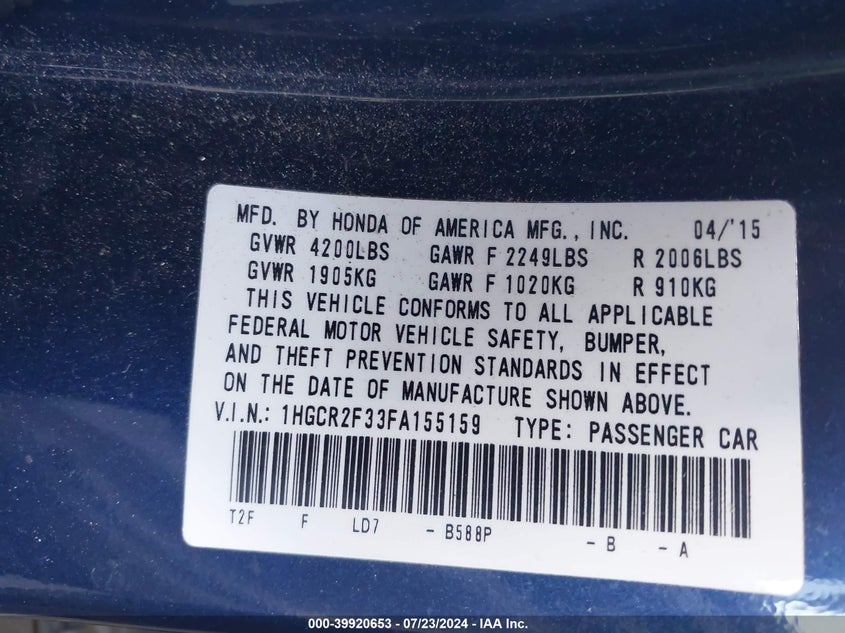 MFD. BY HONDA OF AMERICA MFG., INC. 04/'15
GVWR 4200LBS GAWR F 2249LBS R 2006LBS
GVWR 1905KG GAWR F 1020KG R 910KG
THIS VEHICLE CONFORMS TO ALL APPLICABLE
FEDERAL MOTOR VEHICLE SAFETY, BUMPER,
AND THEFT PREVENTION STANDARDS IN EFFECT
ON THE DATE OF MANUFACTURE SHOWN ABOVE.
V.I.N.: 1HGCR2F33FA155159 TYPE: PASSENGER CAR
T2F F LD7 - B588P - B - A
000-39920653 - 07/23/2024 - IAA Inc.